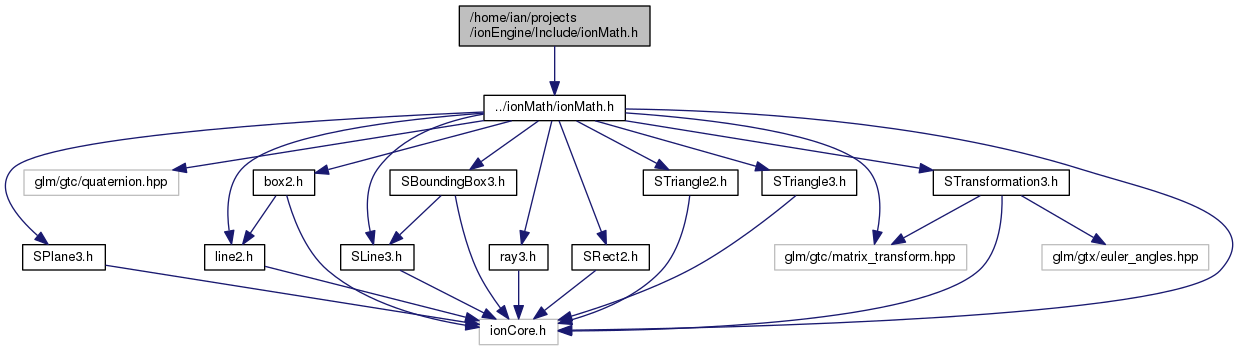 /home/ian/projects
/ionEngine/Include/ionMath.h
../ionMath/ionMath.h
glm/gtc/quaternion.hpp
box2.h
SBoundingBox3.h
STriangle2.h
STriangle3.h
STransformation3.h
SPlane3.h
line2.h
SLine3.h
ray3.h
SRect2.h
glm/gtc/matrix_transform.hpp
glm/gtx/euler_angles.hpp
ionCore.h